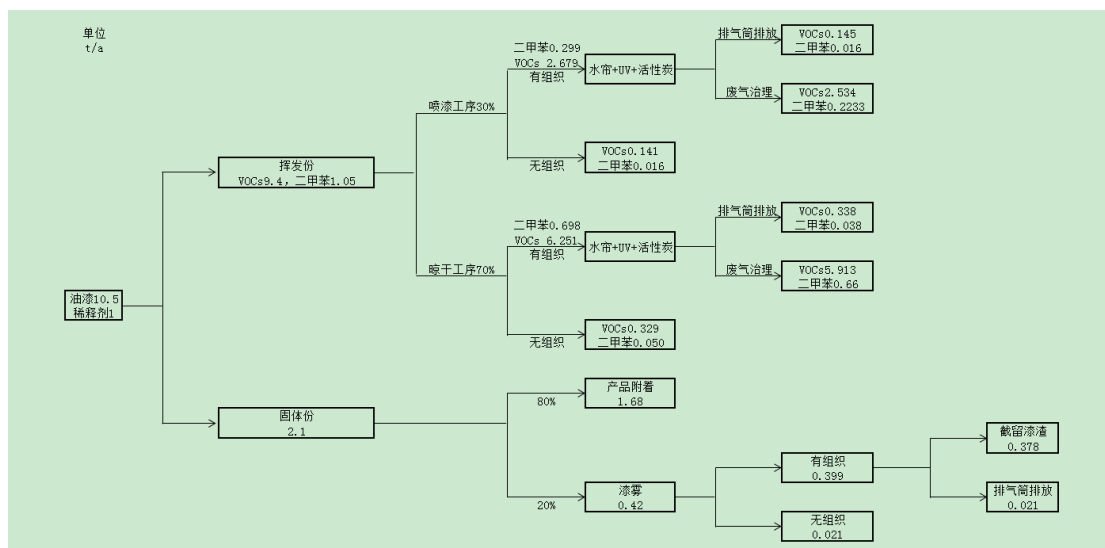 单位
t/a
油漆10.5
稀释剂1
挥发份
VOCs9.4，二甲苯1.05
喷漆工序30%
二甲苯0.299
VOCs 2.679
有组织
水帘+UV+活性炭
排气筒排放
VOCs0.145
二甲苯0.016
废气治理
VOCs2.534
二甲苯0.2233
无组织
VOCs0.141
二甲苯0.016
晾干工序70%
二甲苯0.698
VOCs 6.251
有组织
水帘+UV+活性炭
排气筒排放
VOCs0.338
二甲苯0.038
废气治理
VOCs5.913
二甲苯0.66
无组织
VOCs0.329
二甲苯0.050
固体份
2.1
80%
产品附着
1.68
20%
漆雾
0.42
有组织
0.399
截留漆渣
0.378
排气筒排放
0.021
无组织
0.021